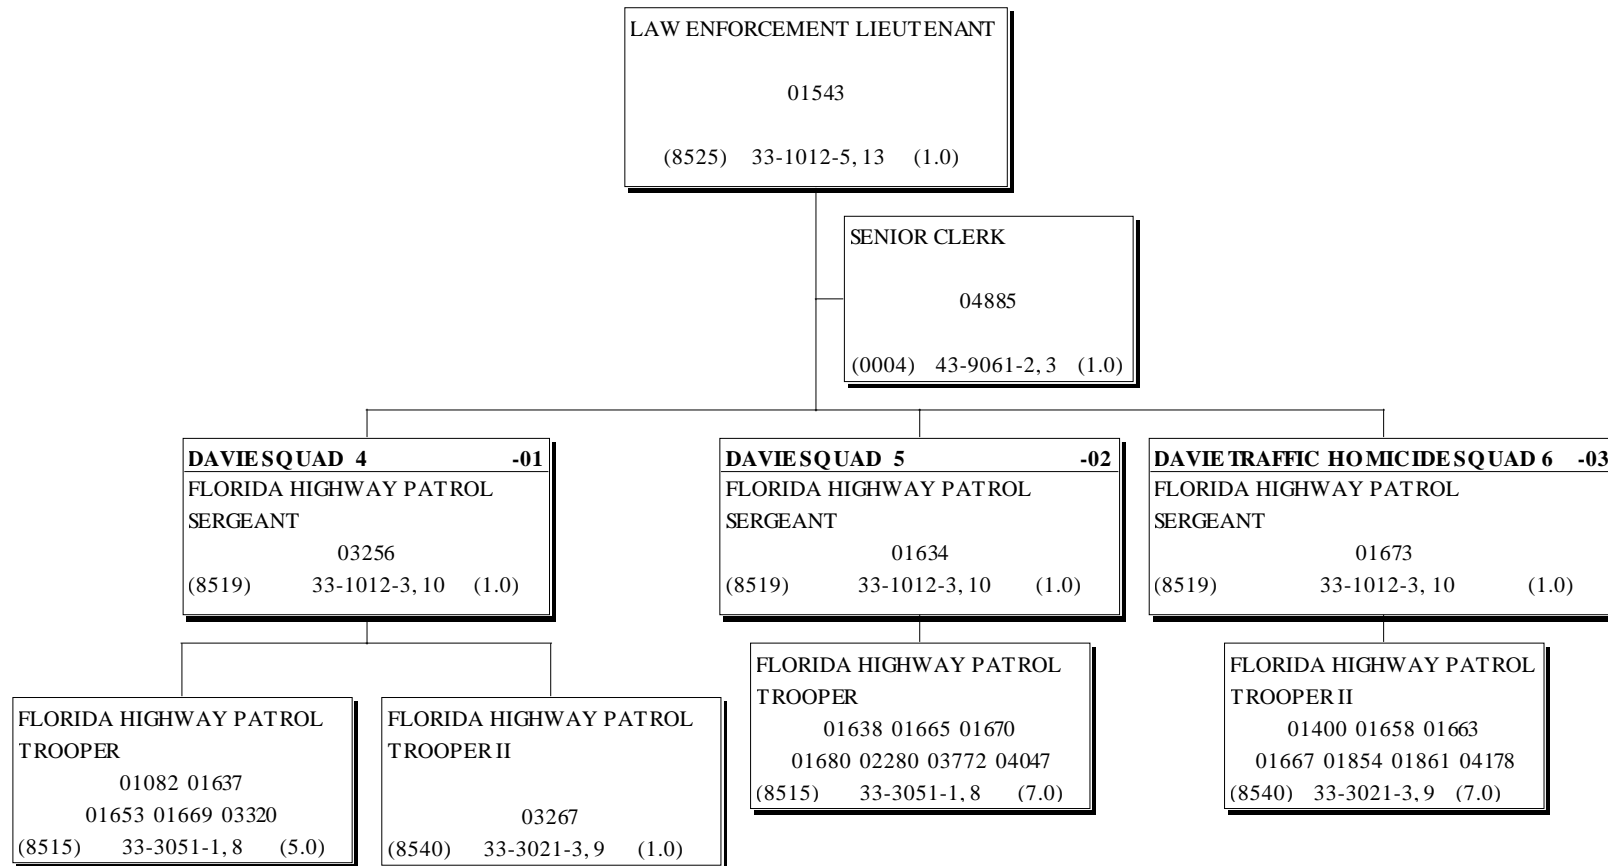 LAW ENFORCEMENT LIEUTENANT
01543
(8525) 33-1012-5, 13 (1.0)
SENIOR CLERK
04885
(0004) 43-9061-2, 3 (1.0)
DAVIE SQUAD 4 -01
FLORIDA HIGHWAY PATROL
SERGEANT
03256
(8519) 33-1012-3, 10 (1.0)
DAVIE SQUAD 5 -02
FLORIDA HIGHWAY PATROL
SERGEANT
01634
(8519) 33-1012-3, 10 (1.0)
DAVIE TRAFFIC HOMICIDE SQUAD 6 -03
FLORIDA HIGHWAY PATROL
SERGEANT
01673
(8519) 33-1012-3, 10 (1.0)
FLORIDA HIGHWAY PATROL
TROOPER
01082 01637
01653 01669 03320
(8515) 33-3051-1, 8 (5.0)
FLORIDA HIGHWAY PATROL
TROOPER II
03267
(8540) 33-3021-3, 9 (1.0)
FLORIDA HIGHWAY PATROL
TROOPER
01638 01665 01670
01680 02280 03772 04047
(8515) 33-3051-1, 8 (7.0)
FLORIDA HIGHWAY PATROL
TROOPER II
01400 01658 01663
01667 01854 01861 04178
(8540) 33-3021-3, 9 (7.0)